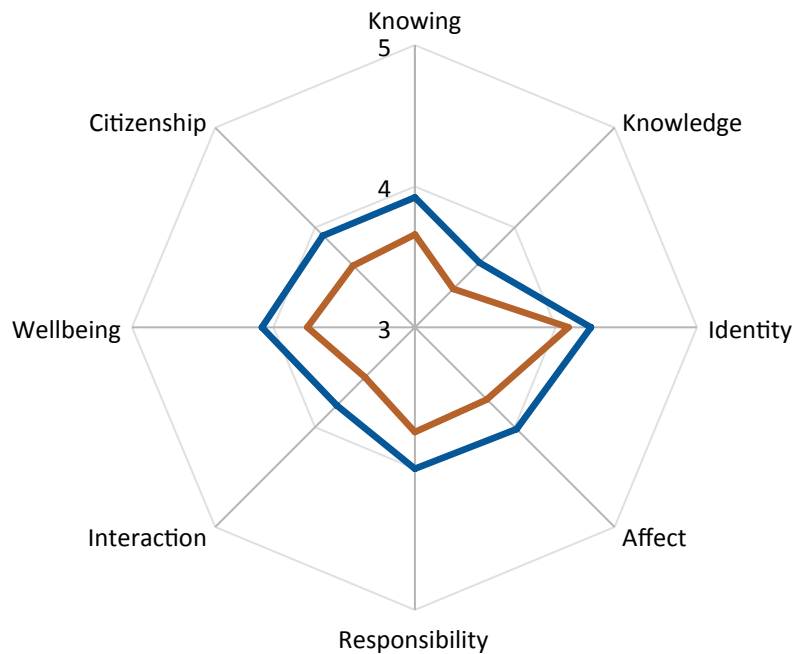 Knowing
5
Citizenship
Knowledge
4
Wellbeing
3
Identity
Interaction
Affect
Responsibility